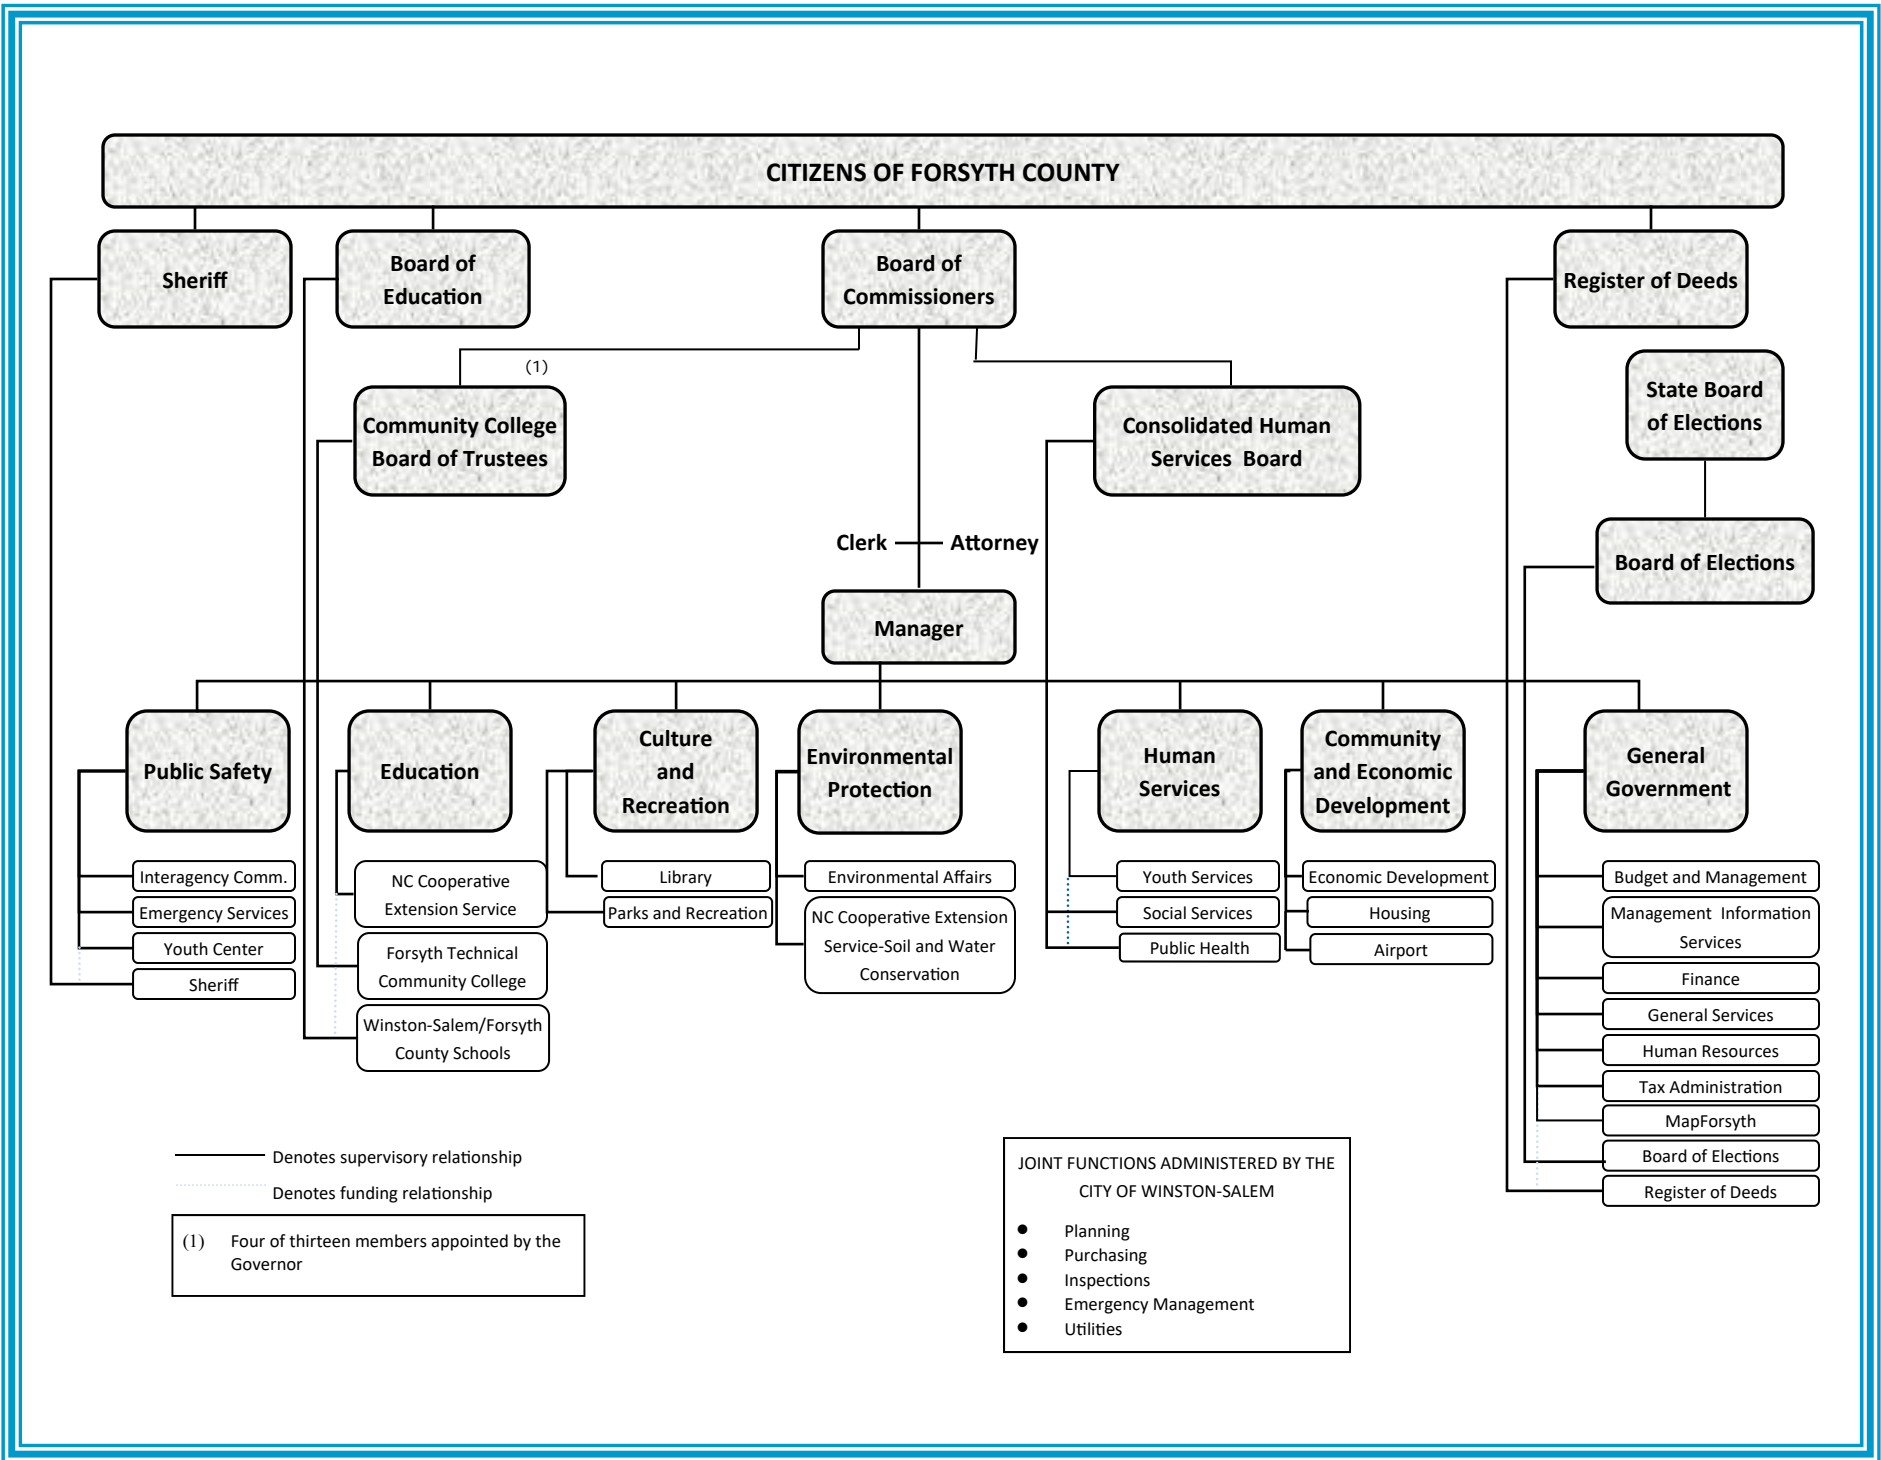 CITIZENS OF FORSYTH COUNTY
Sheriff
Board of
Education
Board of
Commissioners
Register of Deeds
(1)
State Board
of Elections
Community College
Board of Trustees
Consolidated Human
Services Board
Clerk
Attorney
Board of Elections
Manager
Public Safety
Education
Culture
and
Recreation
Environmental
Protection
Human
Services
Community
and Economic
Development
General
Government
Interagency Comm.
Emergency Services
Youth Center
Sheriff
NC Cooperative
Extension Service
Forsyth Technical
Community College
Winston-Salem/Forsyth
County Schools
Library
Parks and Recreation
Environmental Affairs
NC Cooperative Extension
Service-Soil and Water
Conservation
Youth Services
Social Services
Public Health
Economic Development
Housing
Airport
Budget and Management
Management Information
Services
Finance
General Services
Human Resources
Tax Administration
MapForsyth
Board of Elections
Register of Deeds
Denotes supervisory relationship
Denotes funding relationship
(1) Four of thirteen members appointed by the
Governor
JOINT FUNCTIONS ADMINISTERED BY THE
CITY OF WINSTON-SALEM
● Planning
● Purchasing
● Inspections
● Emergency Management
● Utilities